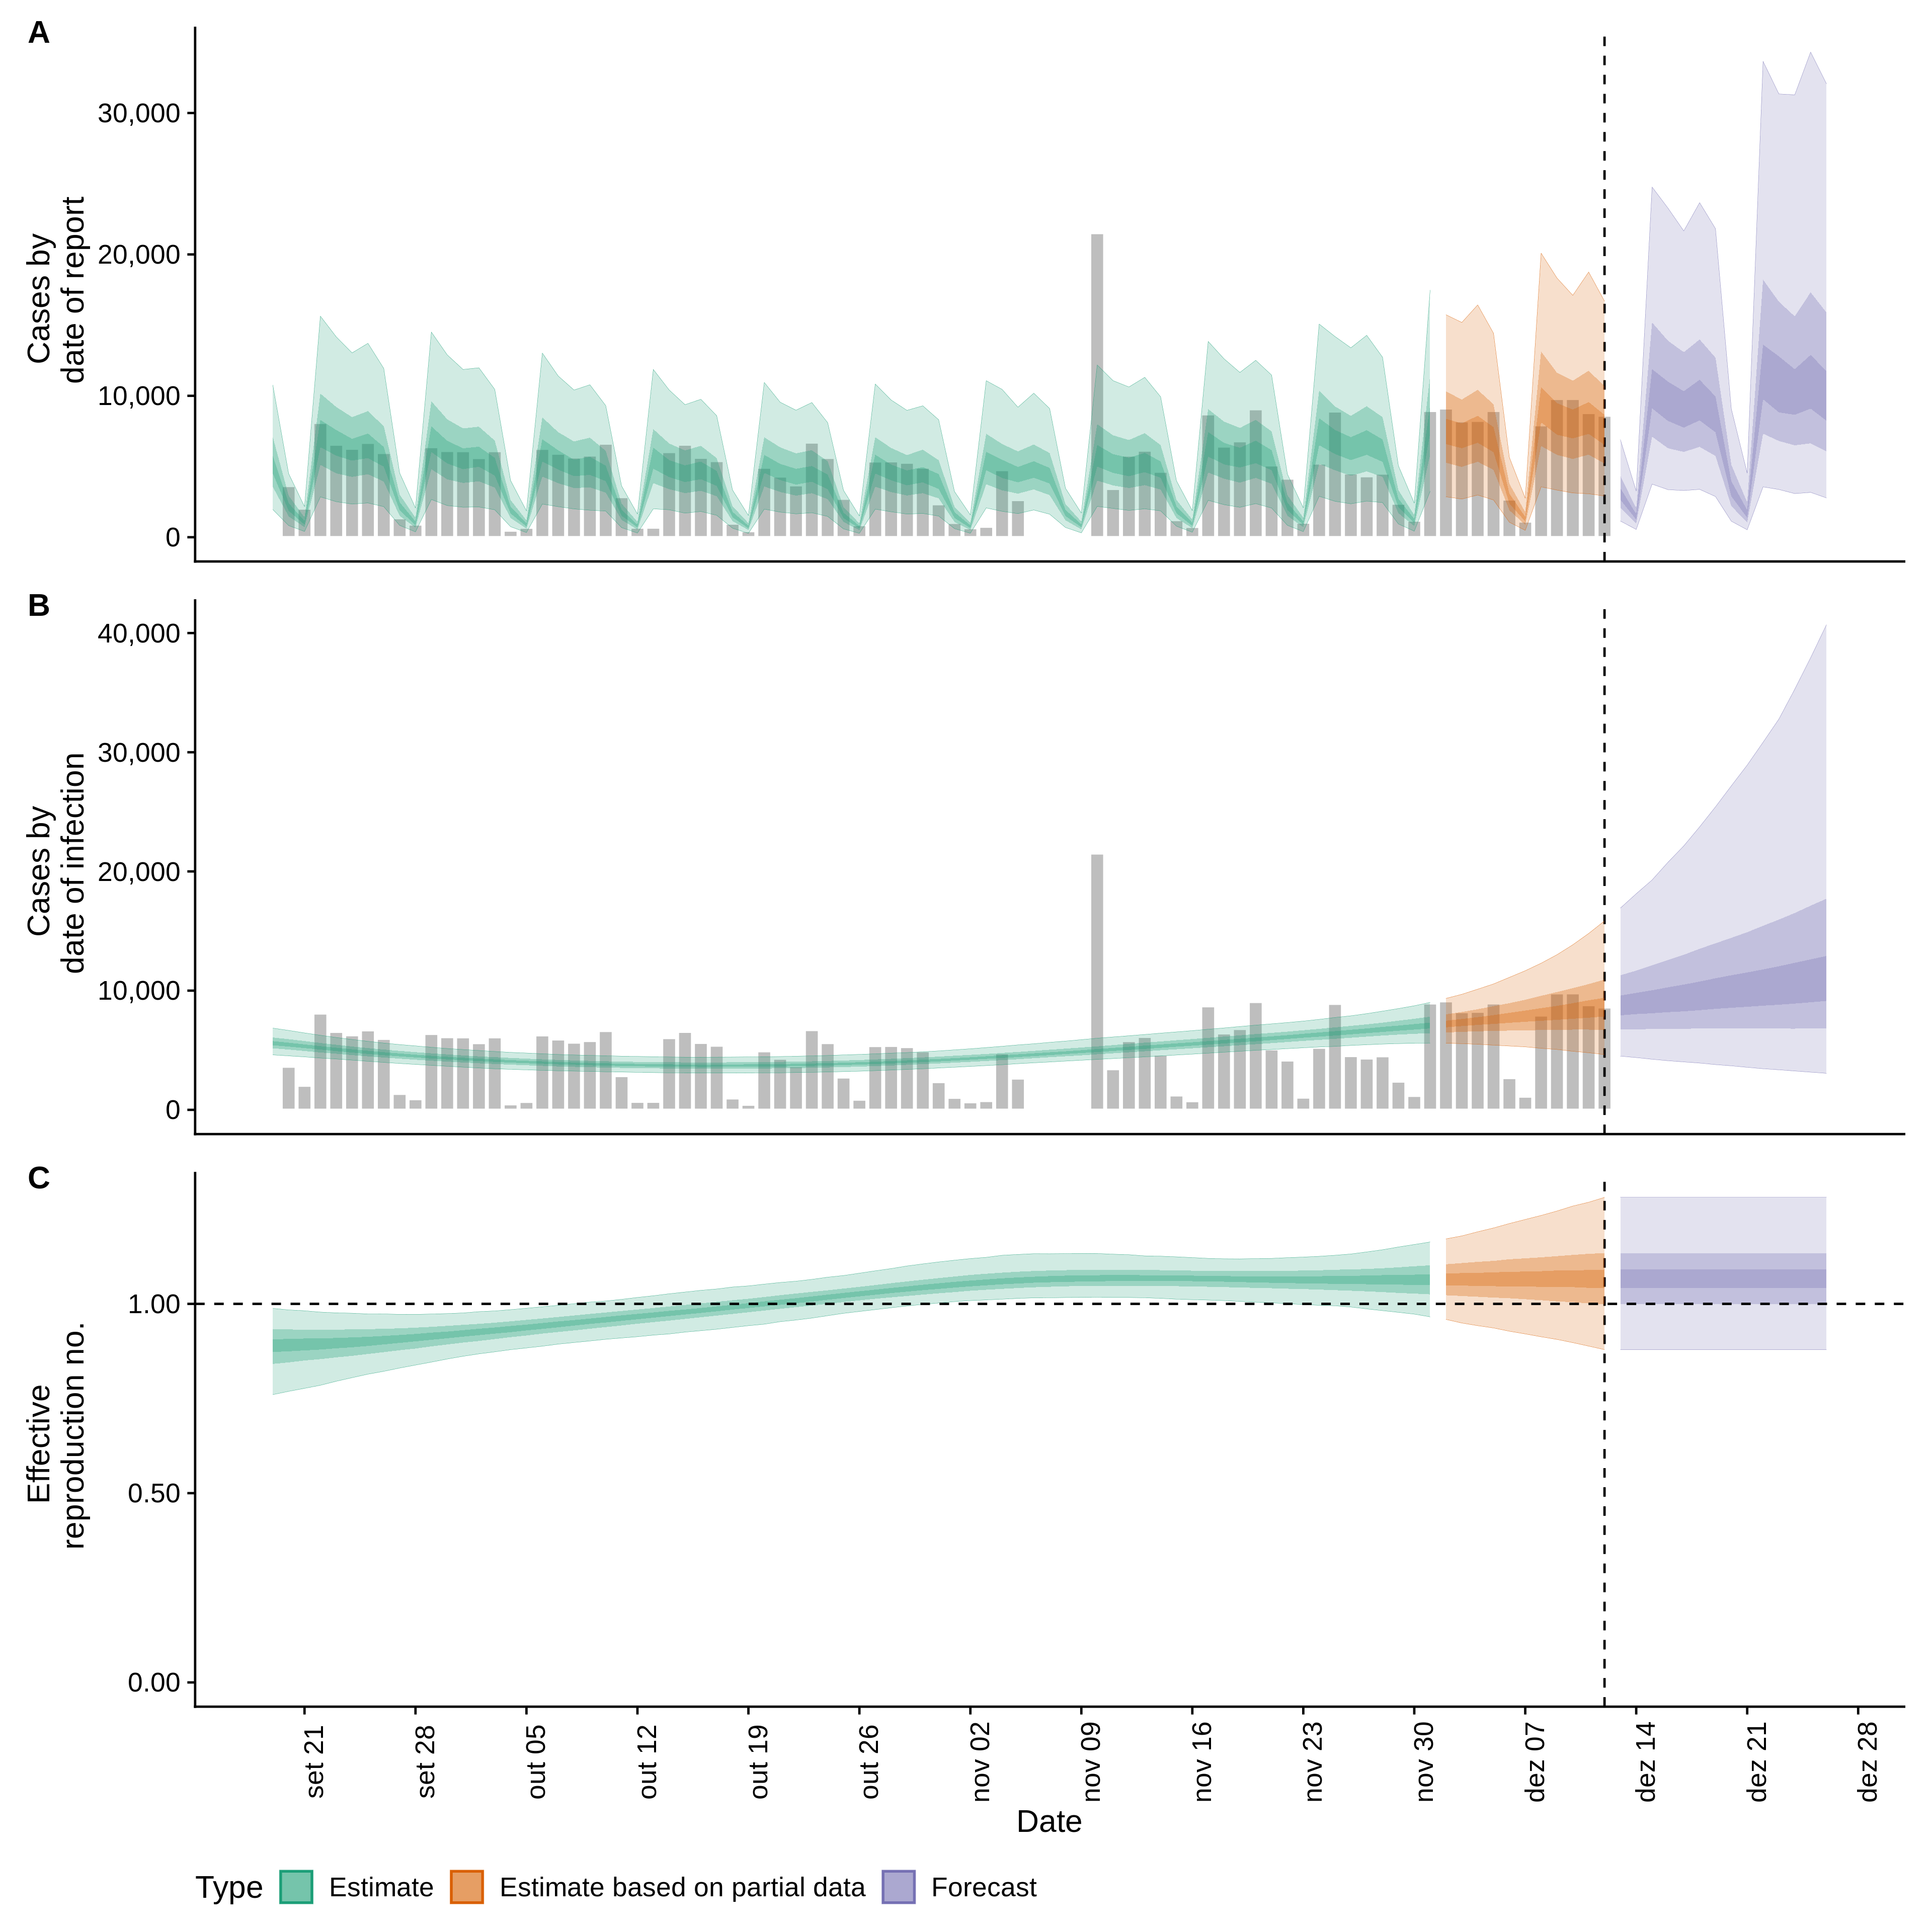 A
Cases by
date of report
30,000
20,000
10,000
0
B
Cases by
date of infection
40,000
30,000
20,000
10,000
0
C
Effective
reproduction no.
1.00
0.50
0.00
set 21
set 28
out 05
out 12
out 19
out 26
nov 02
nov 09
nov 16
nov 23
nov 30
dez 07
dez 14
dez 21
dez 28
Date
Type Estimate Estimate based on partial data Forecast